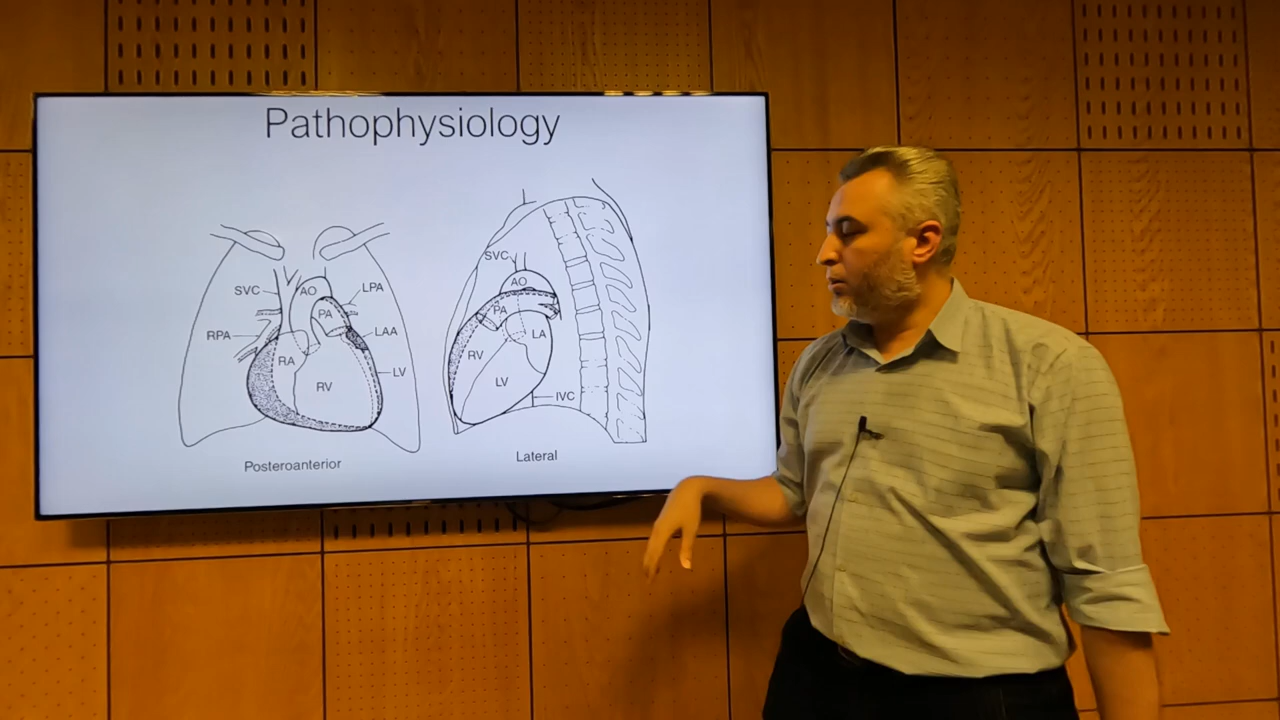 Pathophysiology
SVC
AO
LPA
PA
RPA
LAA
RA
LV
RV
Posteroanterior
SVC
AO
PA
LA
RV
LV
IVC
Lateral